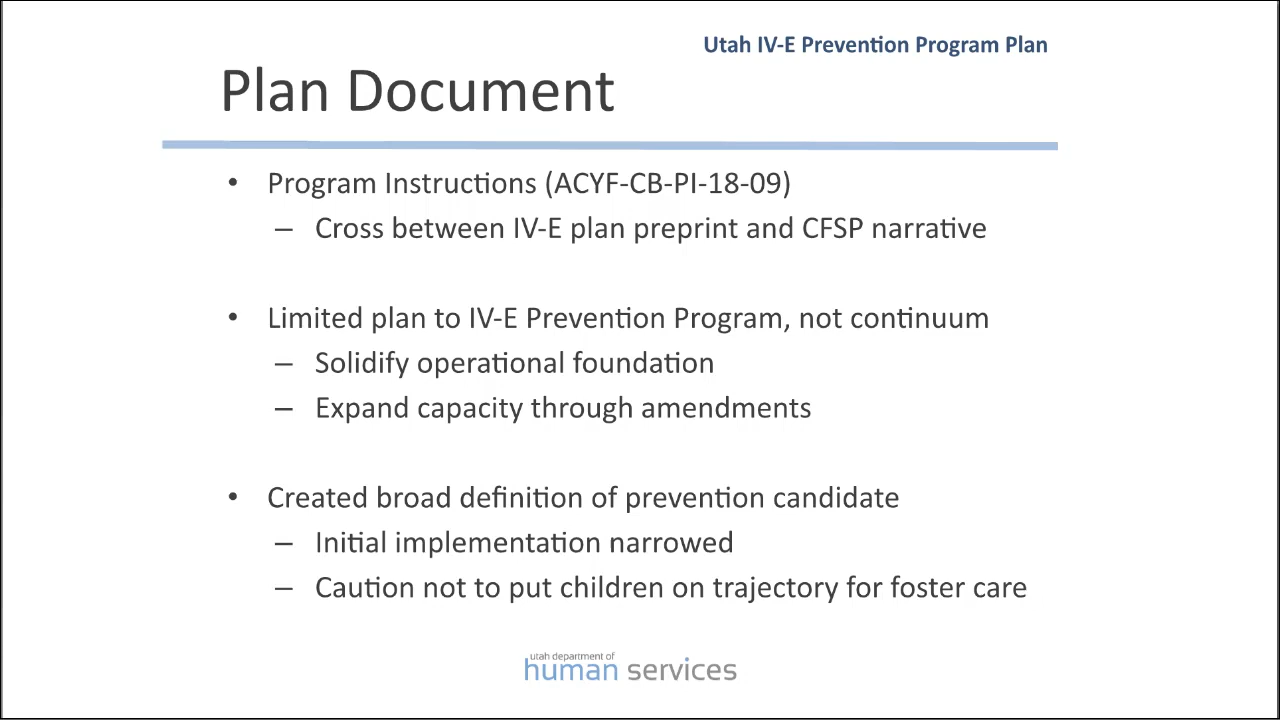 Utah IV-E Prevention Program Plan
Plan Document
• Program Instructions (ACYF-CB-PI-18-09)
– Cross between IV-E plan preprint and CFSP narrative
• Limited plan to IV-E Prevention Program, not continuum
– Solidify operational foundation
– Expand capacity through amendments
• Created broad definition of prevention candidate
– Initial implementation narrowed
– Caution not to put children on trajectory for foster care
utah department of
human services